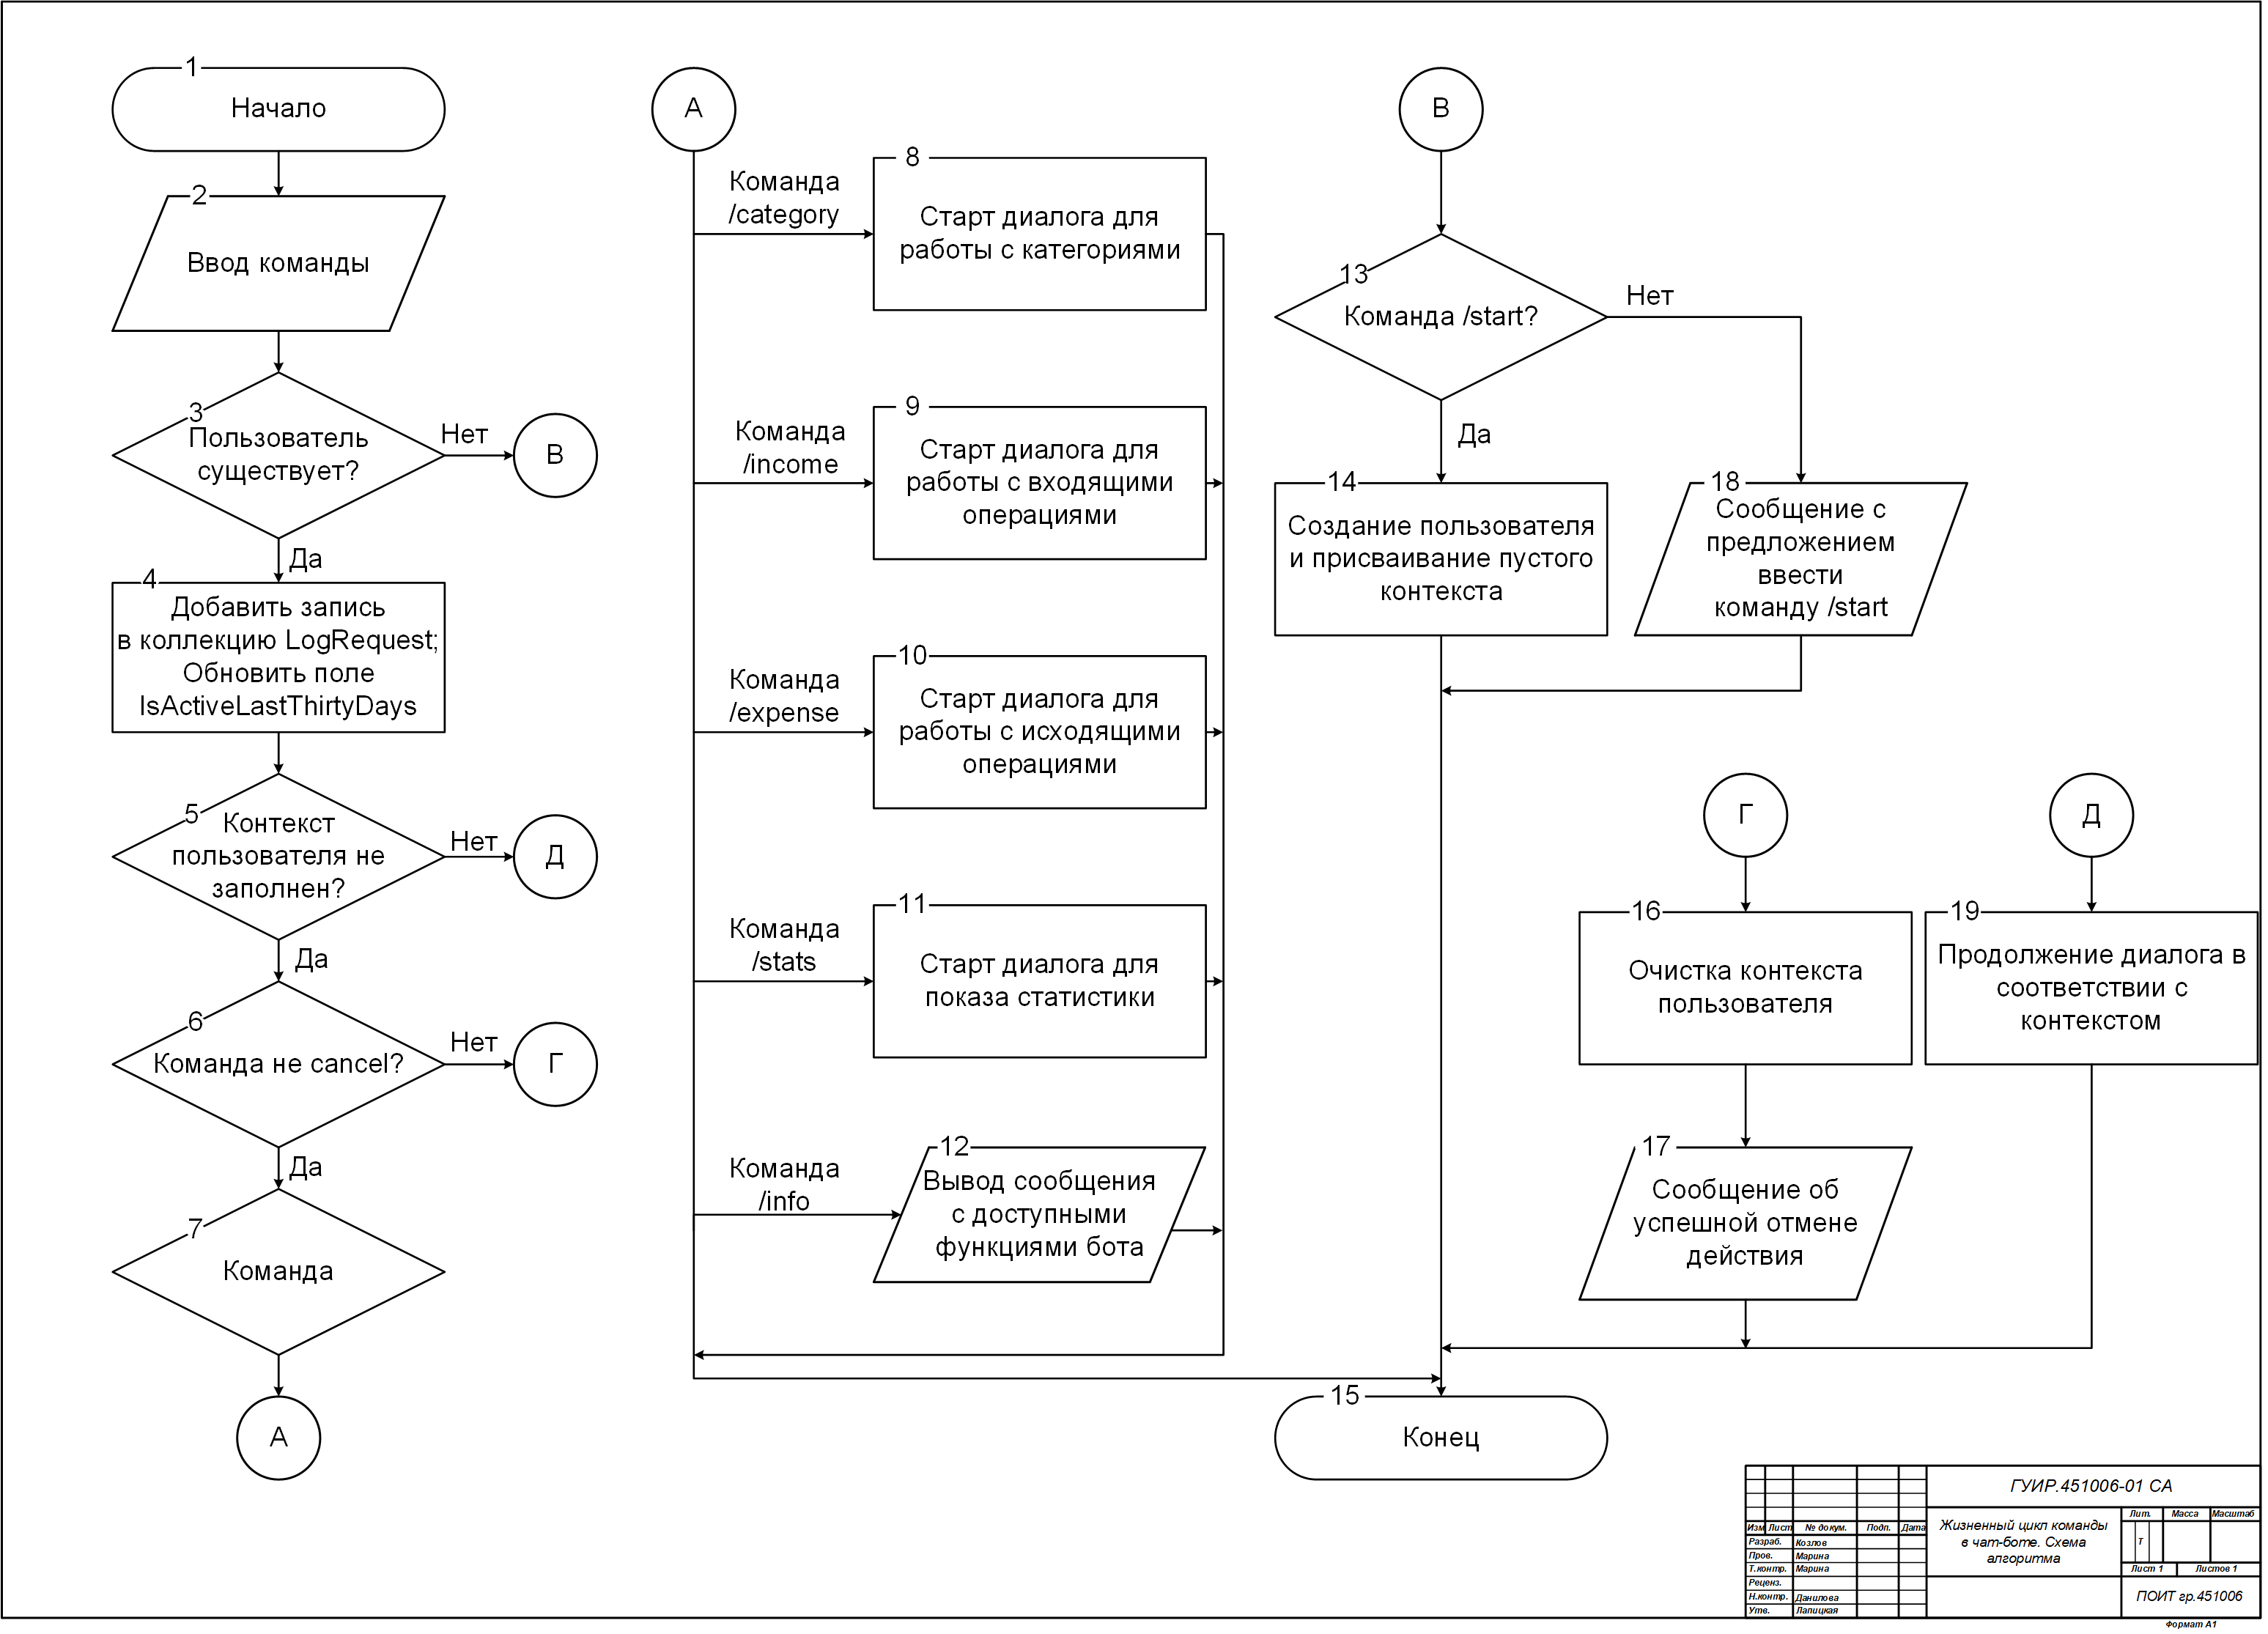 1
Начало
2
Ввод команды
3
Пользователь
существует?
Нет
В
Да
4
Добавить запись
в коллекцию LogRequest;
Обновить поле
IsActiveLastThirtyDays
5
Контекст
пользователя не
заполнен?
Нет
Д
Да
6
Команда не cancel?
Нет
Г
Да
7
Команда
А
А
Команда
/category
8
Старт диалога для
работы с категориями
Команда
/income
9
Старт диалога для
работы с входящими
операциями
Команда
/expense
10
Старт диалога для
работы с исходящими
операциями
Команда
/stats
11
Старт диалога для
показа статистики
Команда
/info
12
Вывод сообщения
с доступными
функциями бота
В
13
Команда /start?
Нет
Да
14
Создание пользователя
и присваивание пустого
контекста
18
Сообщение с
предложением
ввести
команду /start
Г
16
Очистка контекста
пользователя
17
Сообщение об
успешной отмене
действия
Д
19
Продолжение диалога в
соответствии с
контекстом
15
Конец
ГУИР.451006-01 СА
Изм Лист № докум. Подп. Дата
Разраб. Козлов
Пров. Марина
Т.контр. Марина
Реценз.
Н.контр. Данилова
Утв. Лапицкая
Жизненный цикл команды
в чат-боте. Схема
алгоритма
Лит. Масса Масштаб
Т
Лист 1 Листов 1
ПОИТ гр.451006
Формат А1